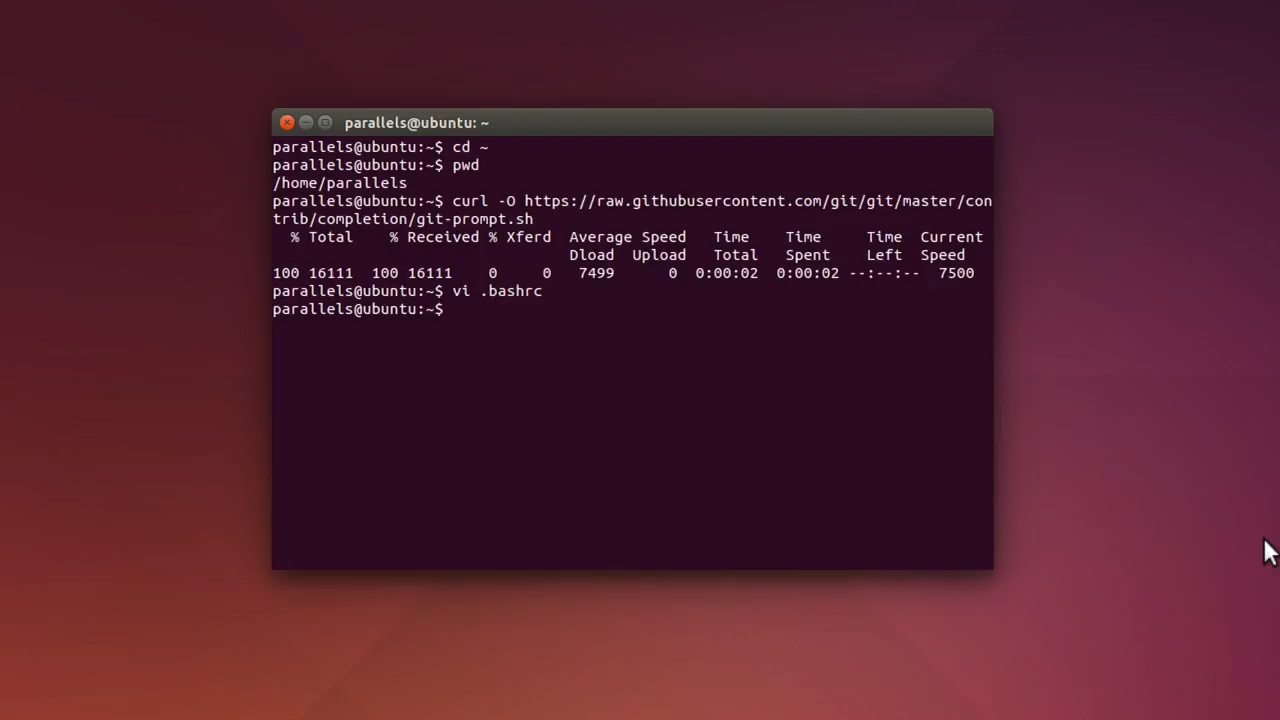 parallels@ubuntu: ~
parallels@ubuntu:~$ cd ~
parallels@ubuntu:~$ pwd
/home/parallels
parallels@ubuntu:~$ curl -O https://raw.githubusercontent.com/git/git/master/con
trib/completion/git-prompt.sh
  % Total    % Received % Xferd  Average Speed   Time    Time     Time  Current
                                 Dload  Upload   Total   Spent    Left  Speed
100 16111  100 16111    0     0   7499      0  0:00:02  0:00:02 --:--:--  7500
parallels@ubuntu:~$ vi .bashrc
parallels@ubuntu:~$